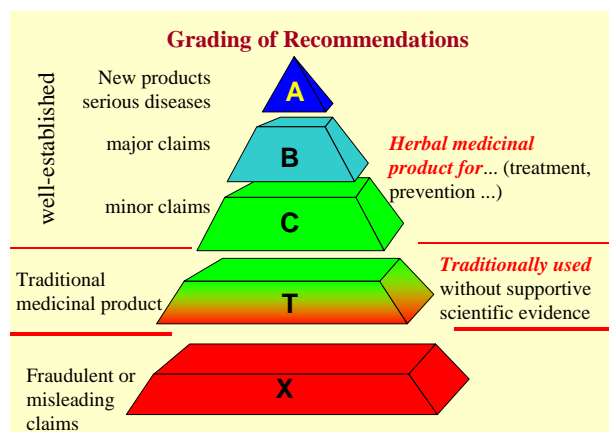 Grading of Recommendations
well-established
New products
serious diseases
A
major claims
B
Herbal medicinal
product for... (treatment,
prevention ...)
minor claims
C
Traditional
medicinal product
T
Traditionally used
without supportive
scientific evidence
Fraudulent or
misleading
claims
X